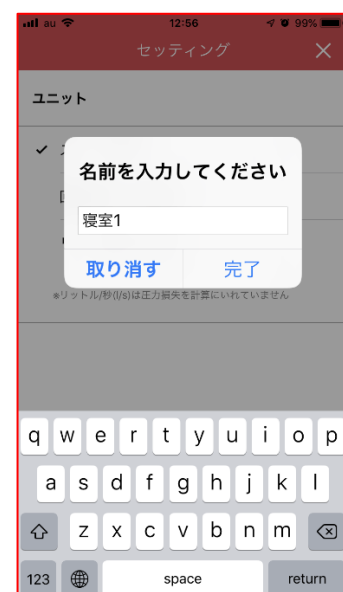 au 12:56 99%
セッティング
ユニット
名前を入力してください
寝室1
取り消す 完了
*リットル/秒(l/s)は圧力損失を計算にいれていません
q w e r t y u i o p
a s d f g h j k l
z x c v b n m
123 space return